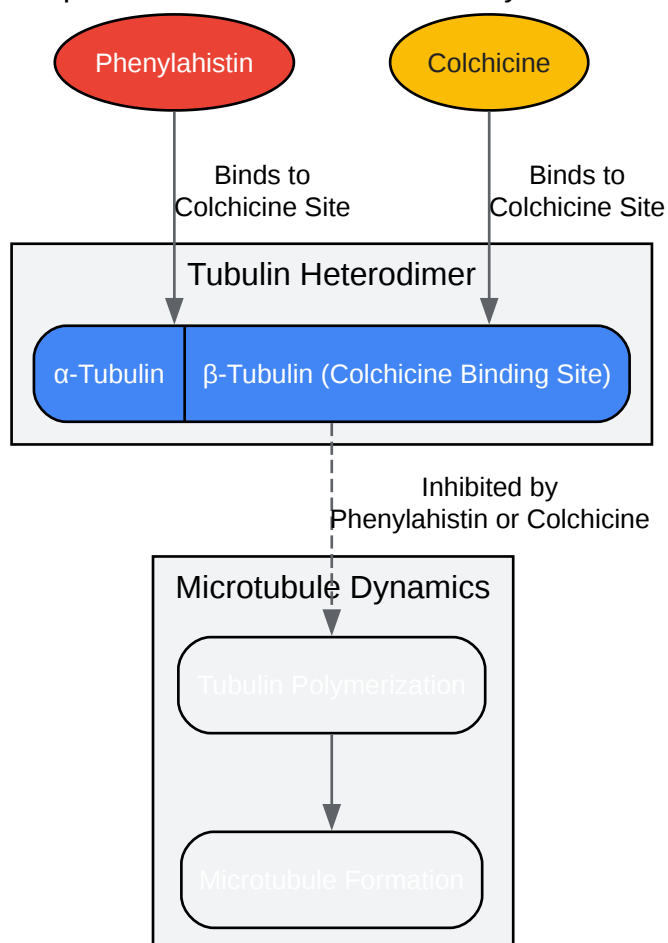 Phenylahistin
Colchicine
Binds to
Colchicine Site
Binds to
Colchicine Site
Tubulin Heterodimer
α-Tubulin
β-Tubulin (Colchicine Binding Site)
Inhibited by
Phenylahistin or Colchicine
Microtubule Dynamics
Tubulin Polymerization
Microtubule Formation